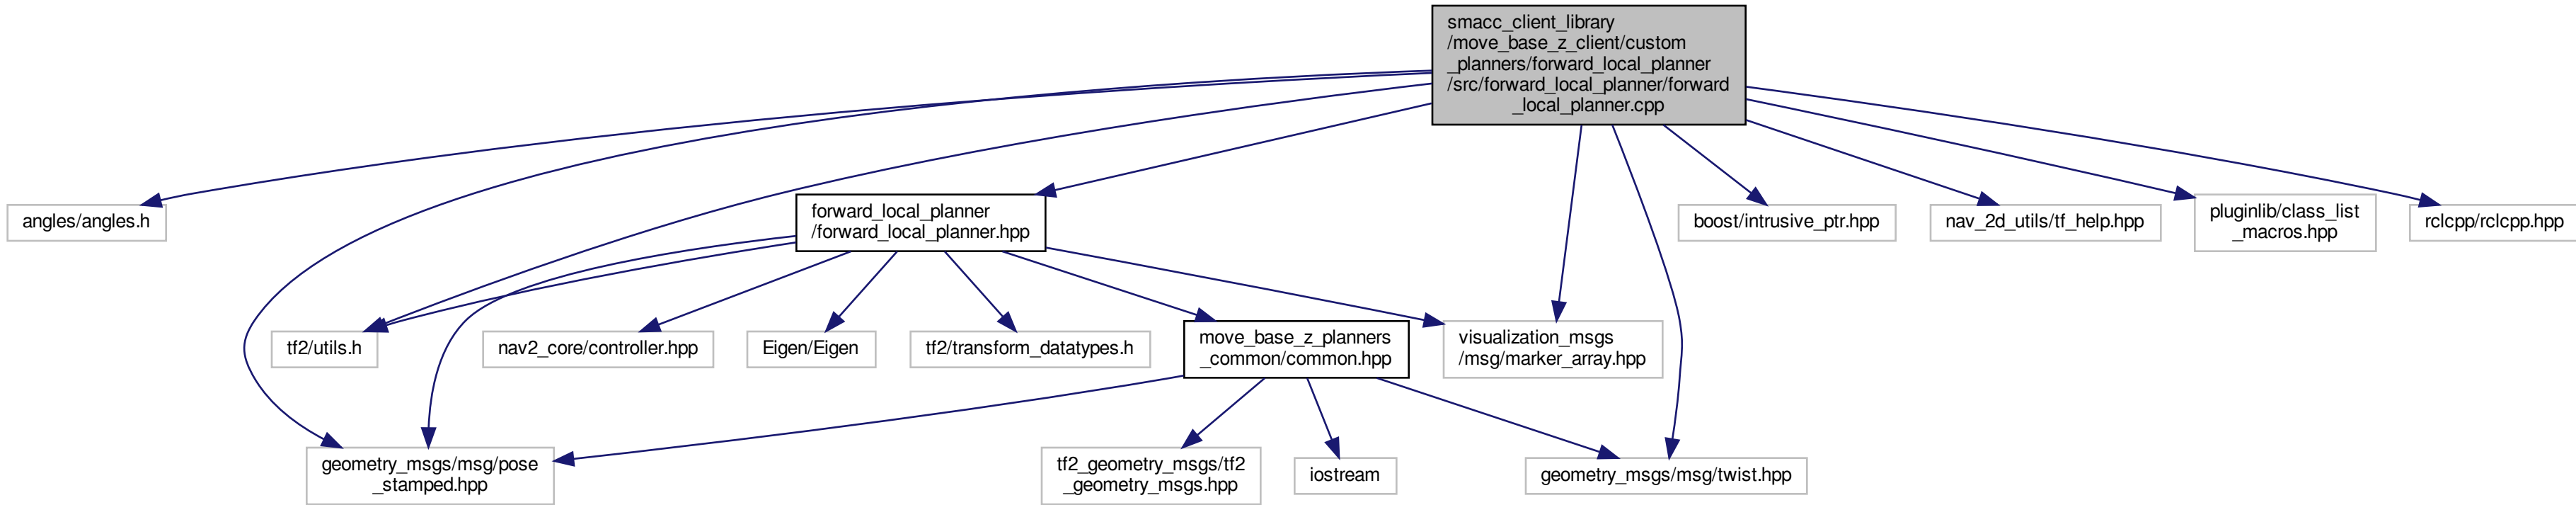 smacc_client_library
/move_base_z_client/custom
_planners/forward_local_planner
/src/forward_local_planner/forward
_local_planner.cpp
angles/angles.h
forward_local_planner
/forward_local_planner.hpp
boost/intrusive_ptr.hpp
nav_2d_utils/tf_help.hpp
pluginlib/class_list
_macros.hpp
rclcpp/rclcpp.hpp
tf2/utils.h
nav2_core/controller.hpp
Eigen/Eigen
tf2/transform_datatypes.h
move_base_z_planners
_common/common.hpp
visualization_msgs
/msg/marker_array.hpp
geometry_msgs/msg/pose
_stamped.hpp
tf2_geometry_msgs/tf2
_geometry_msgs.hpp
iostream
geometry_msgs/msg/twist.hpp